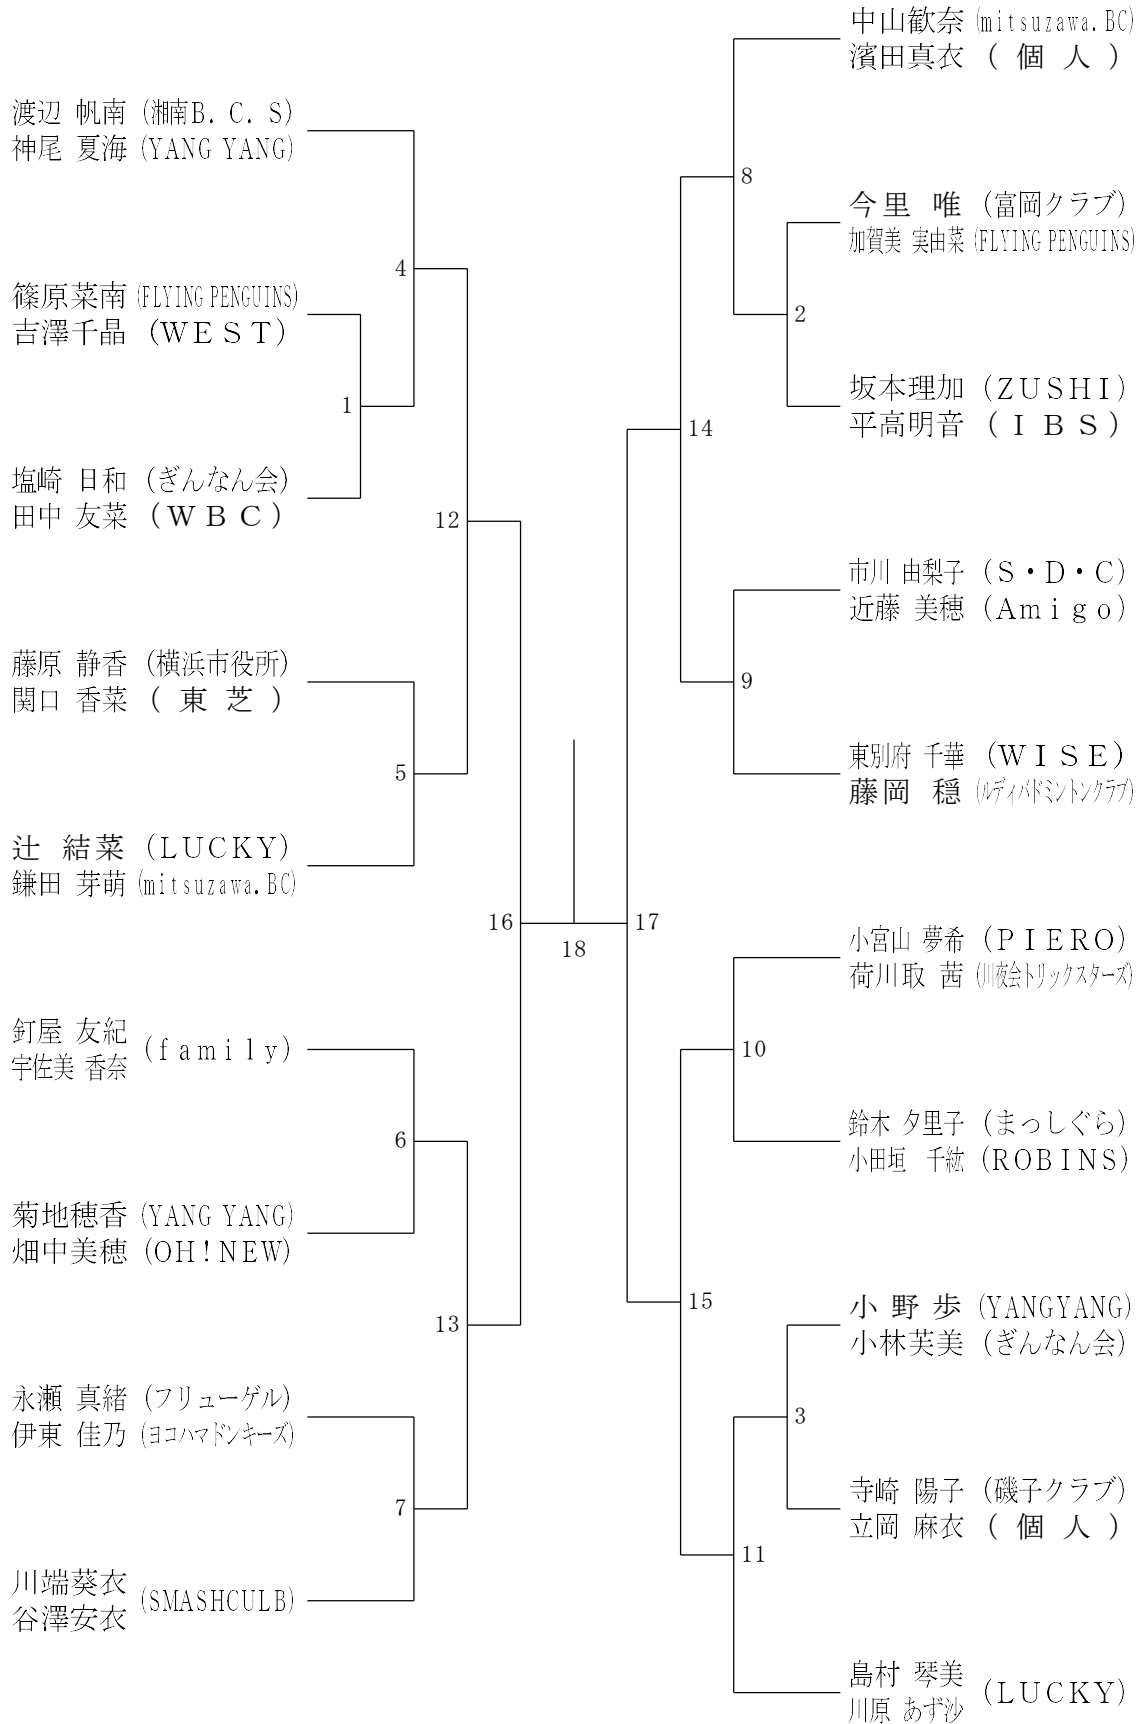 渡辺 帆南 (湘南B.C.S)
神尾 夏海 (YANG YANG)
篠原菜南 (FLYING PENGUINS)
吉澤千晶 (WEST)
塩崎 日和 (ぎんなん会)
田中 友菜 (WBC)
藤原 静香 (横浜市役所)
関口 香菜 (東芝)
辻 結菜 (LUCKY)
鎌田 芽萌 (mitsuzawa.BC)
釘屋 友紀
宇佐美 香奈
(family)
菊地穂香 (YANG YANG)
畑中美穂 (OH!NEW)
永瀬 真緒 (フリューゲル)
伊東 佳乃 (ヨコハマドンキーズ)
川端葵衣
谷澤安衣
(SMASHCULB)
4
1
12
5
16
6
13
7
18
17
8
2
14
9
10
15
3
11
中山歓奈 (mitsuzawa.BC)
濱田真衣 (個人)
今里 唯 (富岡クラブ)
加賀美 実由菜 (FLYING PENGUINS)
坂本理加 (ZUSHI)
平高明音 (IBS)
市川 由梨子 (S・D・C)
近藤 美穂 (Amigo)
東別府 千華 (WISE)
藤岡 穏 (ルディバドミントンクラブ)
小宮山 夢希 (PIERO)
荷川取 茜 (川夜会トリックスターズ)
鈴木 夕里子 (まっしぐら)
小田垣 千紘 (ROBINS)
小野歩 (YANGYANG)
小林芙美 (ぎんなん会)
寺崎 陽子 (磯子クラブ)
立岡 麻衣 (個人)
島村 琴美
川原 あず沙
(LUCKY)